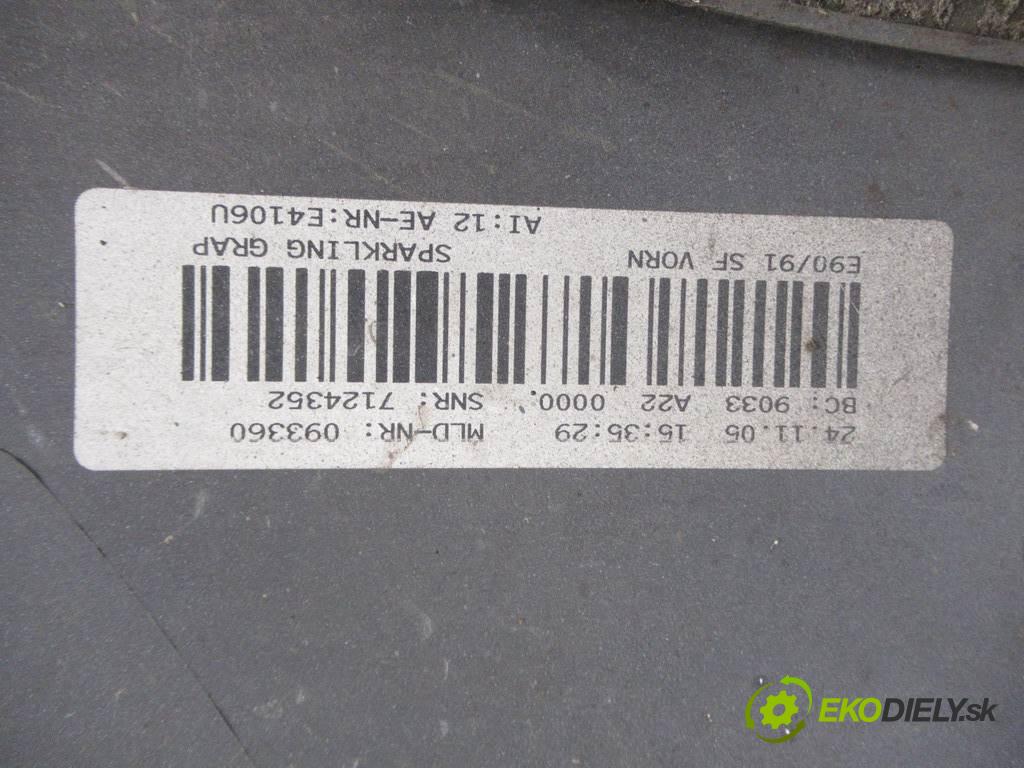 24.11.05 15:35:29 MLD-NR: 093360
BC: 9033 A22 0000. SNR: 7124352
E90/91 SF VORN SPARKLING GRAP
AI:12 AE-NR:E4106U
EKODIELY.sk